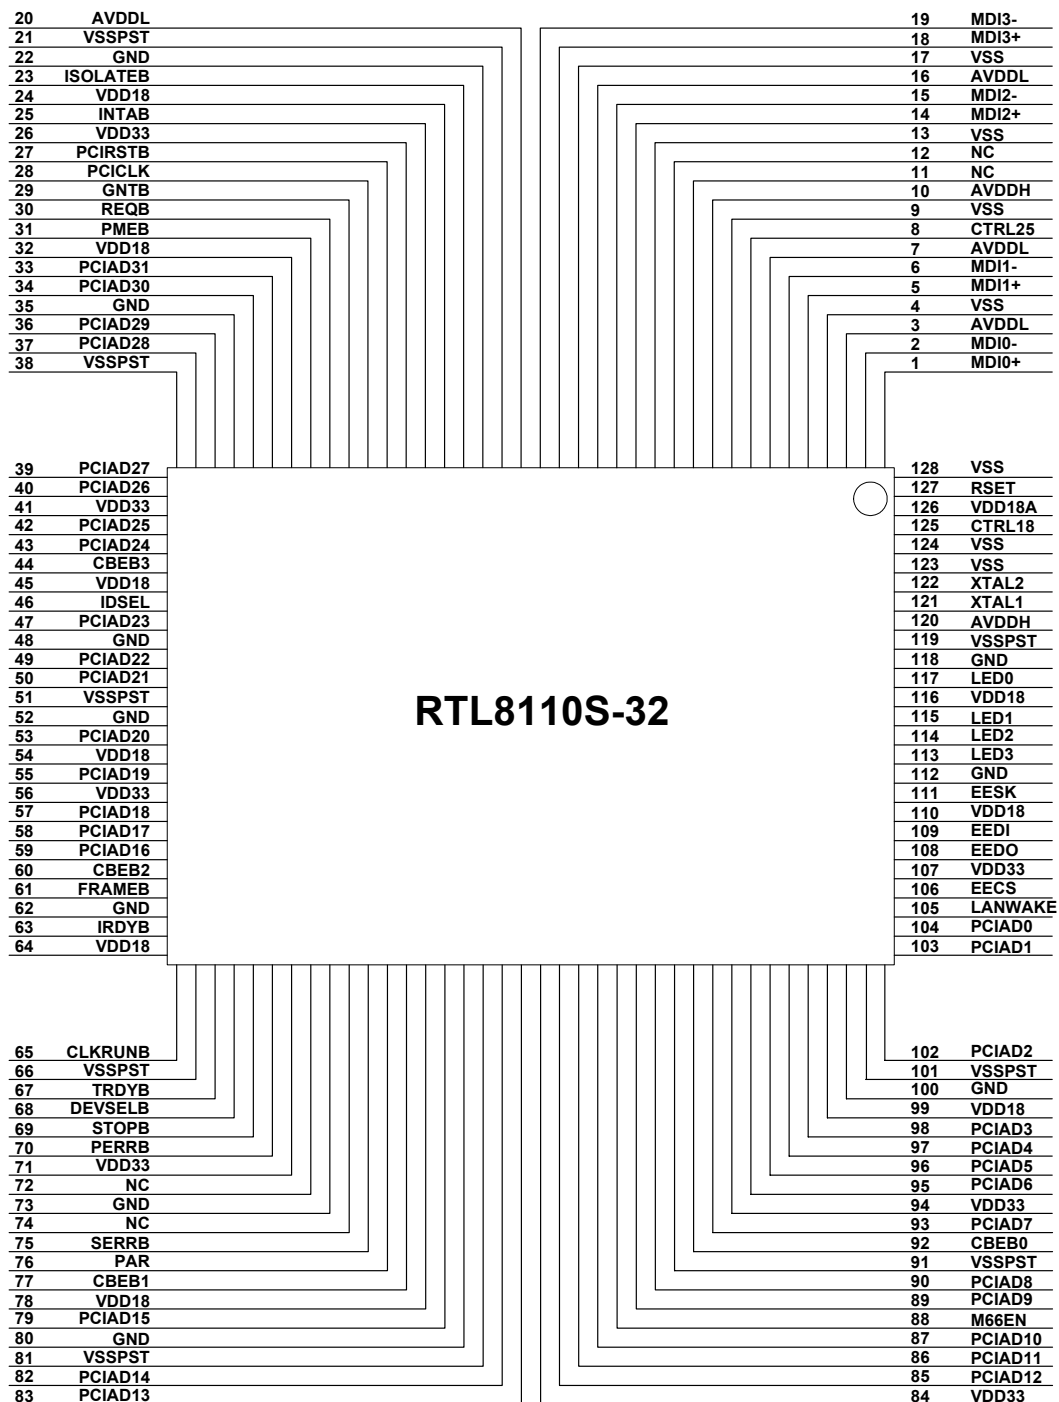 20 AVDDL
21 VSSPST
22 GND
23 ISOLATEB
24 VDD18
25 INTAB
26 VDD33
27 PCIRSTB
28 PCICLK
29 GNTB
30 REQB
31 PMEB
32 VDD18
33 PCIAD31
34 PCIAD30
35 GND
36 PCIAD29
37 PCIAD28
38 VSSPST
19 MDI3-
18 MDI3+
17 VSS
16 AVDDL
15 MDI2-
14 MDI2+
13 VSS
12 NC
11 NC
10 AVDDH
9 VSS
8 CTRL25
7 AVDDL
6 MDI1-
5 MDI1+
4 VSS
3 AVDDL
2 MDI0-
1 MDI0+
39 PCIAD27
40 PCIAD26
41 VDD33
42 PCIAD25
43 PCIAD24
44 CBEB3
45 VDD18
46 IDSEL
47 PCIAD23
48 GND
49 PCIAD22
50 PCIAD21
51 VSSPST
52 GND
53 PCIAD20
54 VDD18
55 PCIAD19
56 VDD33
57 PCIAD18
58 PCIAD17
59 PCIAD16
60 CBEB2
61 FRAMEB
62 GND
63 IRDYB
64 VDD18
RTL8110S-32
128 VSS
127 RSET
126 VDD18A
125 CTRL18
124 VSS
123 VSS
122 XTAL2
121 XTAL1
120 AVDDH
119 VSSPST
118 GND
117 LED0
116 VDD18
115 LED1
114 LED2
113 LED3
112 GND
111 EESK
110 VDD18
109 EEDI
108 EEDO
107 VDD33
106 EECS
105 LANWAKE
104 PCIAD0
103 PCIAD1
65 CLKRUNB
66 VSSPST
67 TRDYB
68 DEVSELB
69 STOPB
70 PERRB
71 VDD33
72 NC
73 GND
74 NC
75 SERRB
76 PAR
77 CBEB1
78 VDD18
79 PCIAD15
80 GND
81 VSSPST
82 PCIAD14
83 PCIAD13
102 PCIAD2
101 VSSPST
100 GND
99 VDD18
98 PCIAD3
97 PCIAD4
96 PCIAD5
95 PCIAD6
94 VDD33
93 PCIAD7
92 CBEB0
91 VSSPST
90 PCIAD8
89 PCIAD9
88 M66EN
87 PCIAD10
86 PCIAD11
85 PCIAD12
84 VDD33